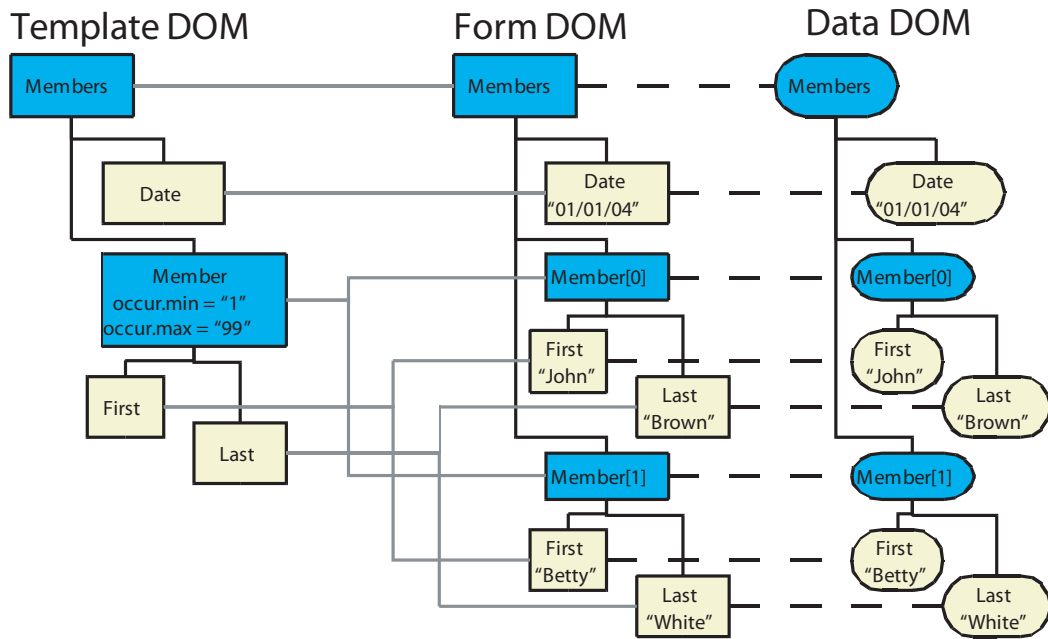 Template DOM
Form DOM
Data DOM
Members
Members
Members
Date
Date
“01/01/04”
Date
“01/01/04”
Member
occur.min = “1”
occur.max = “99”
Member[0]
Member[0]
First
“John”
First
“John”
First
Last
“Brown”
Last
“Brown”
Last
Member[1]
Member[1]
First
“Betty”
First
“Betty”
Last
“White”
Last
“White”